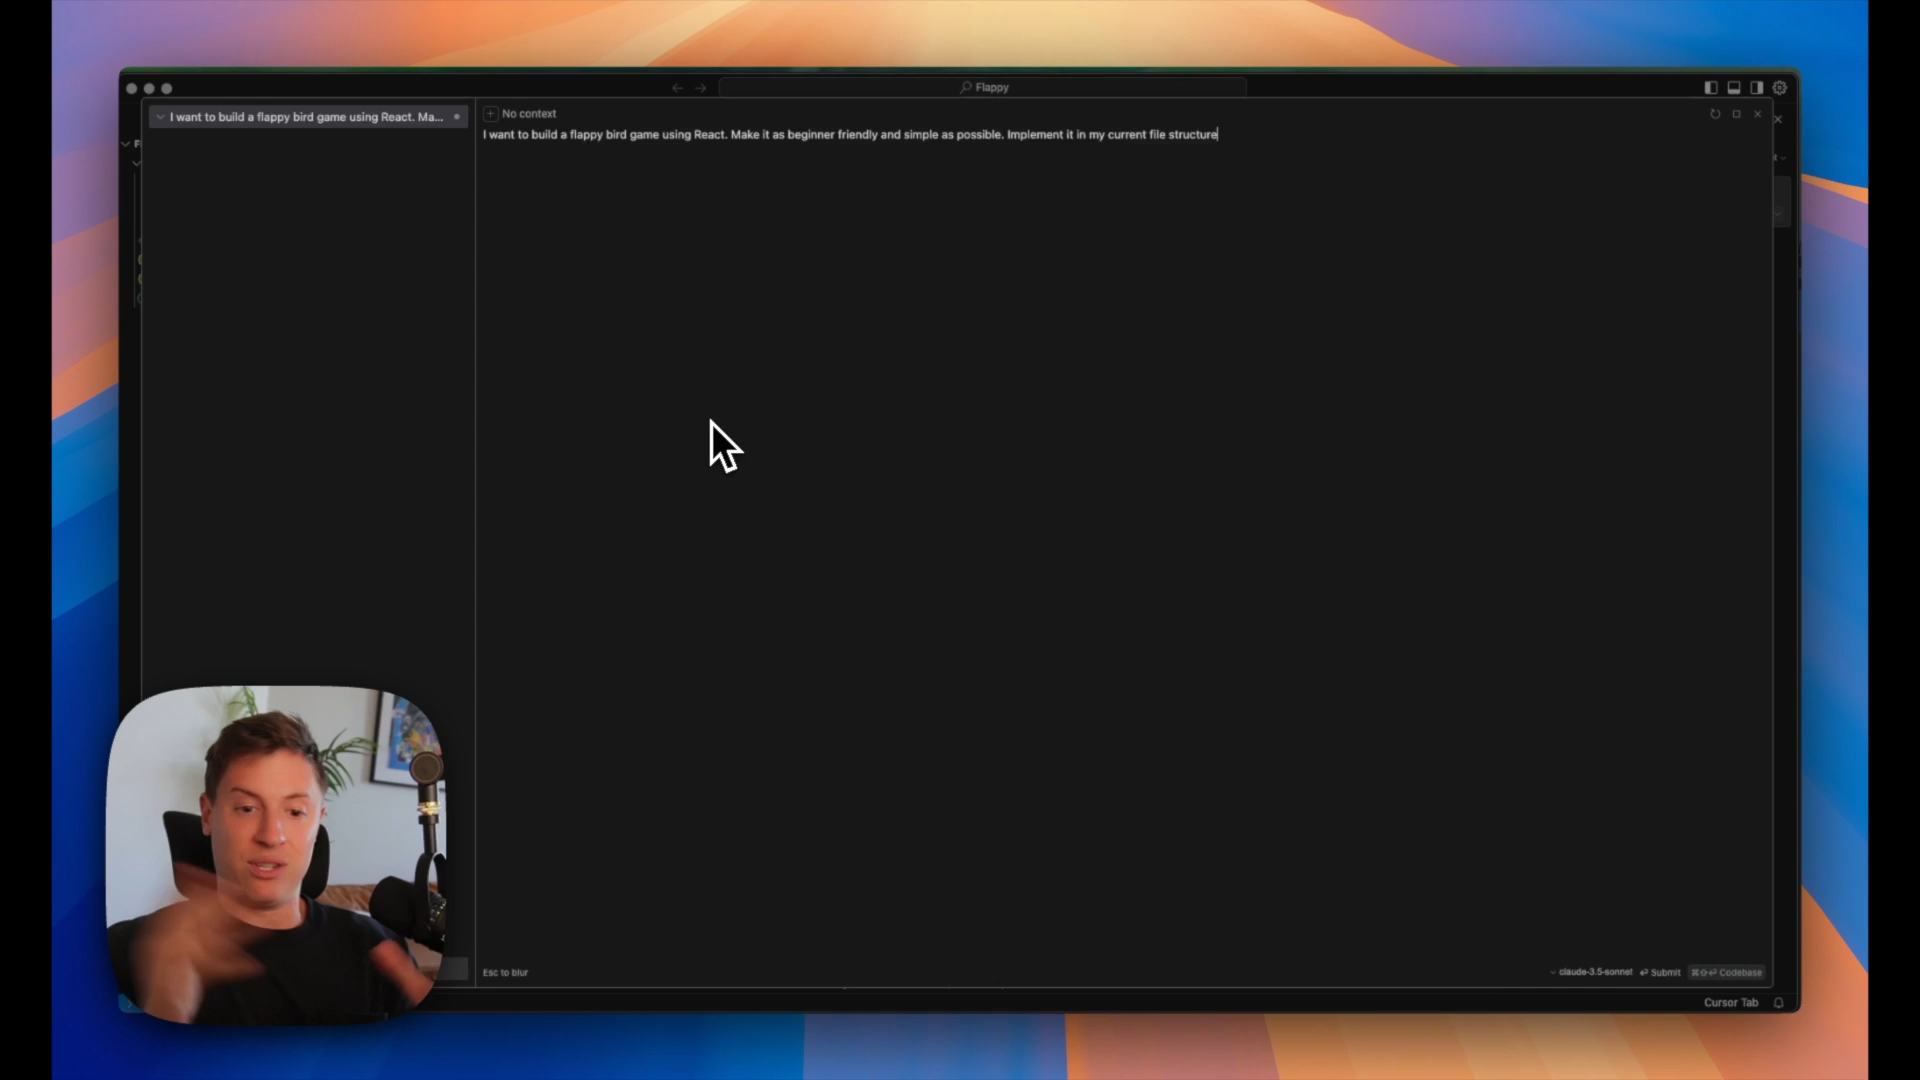 Flappy
I want to build a flappy bird game using React. Ma...
No context
I want to build a flappy bird game using React. Make it as beginner friendly and simple as possible. Implement it in my current file structure
Esc to blur
claude-3.5-sonnet
Submit
Codebase
Cursor Tab